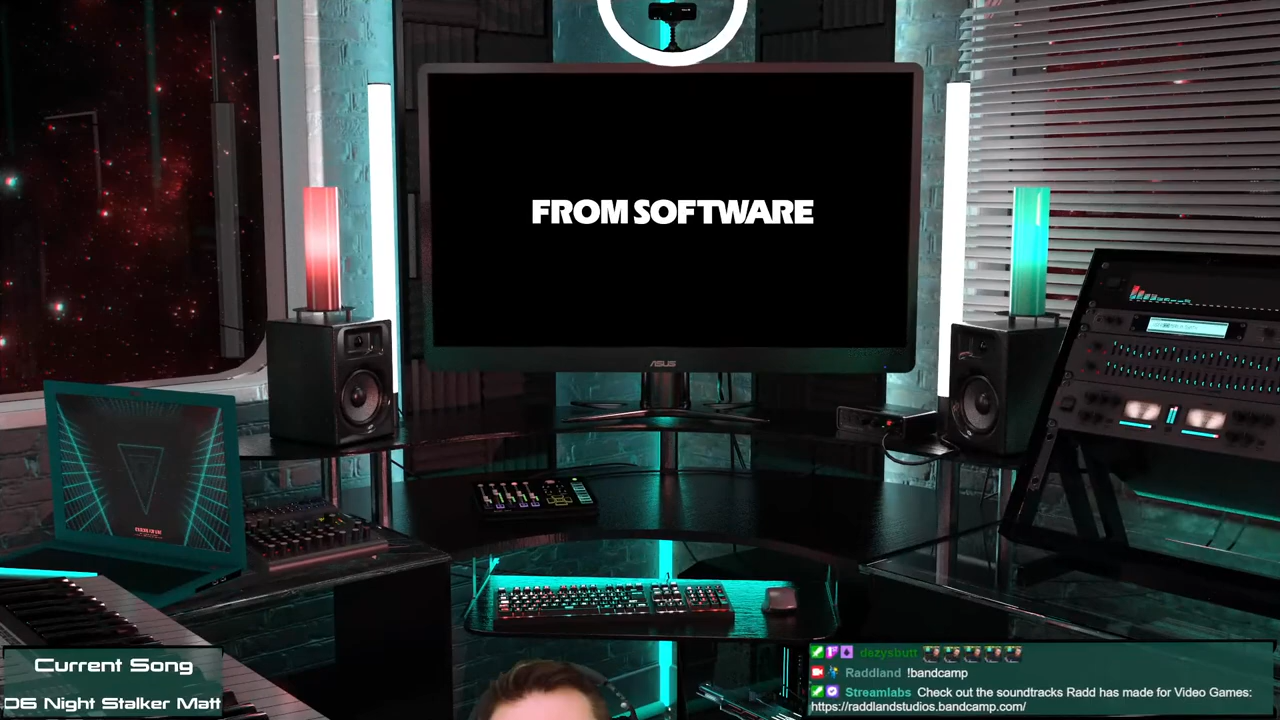 FROM SOFTWARE
ASUS
Current Song
06 Night Stalker Matt
dezysbutt
Raddland !bandcamp
Streamlabs Check out the soundtracks Radd has made for Video Games:
https://raddlandstudios.bandcamp.com/